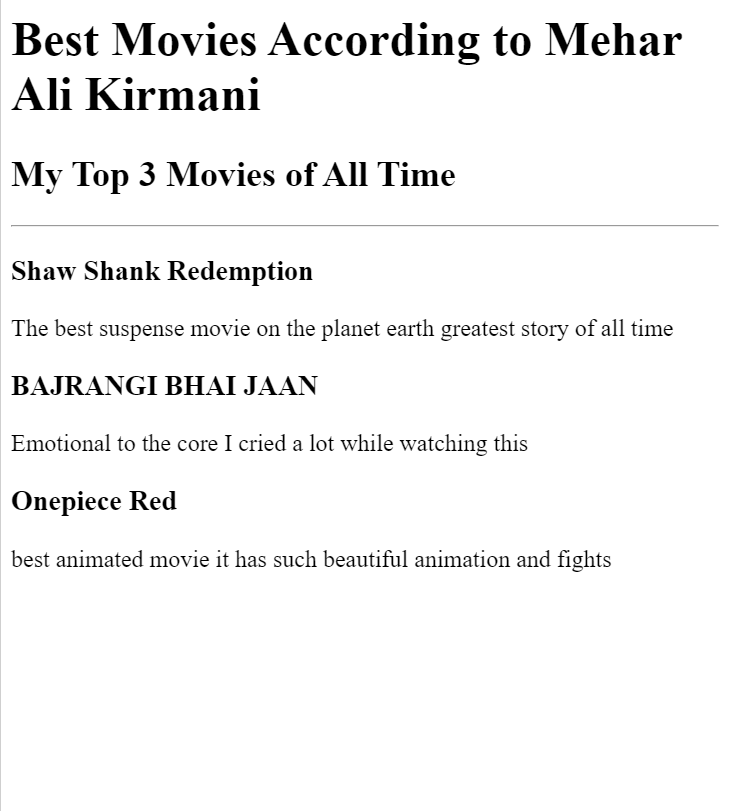 Best Movies According to Mehar
Ali Kirmani
My Top 3 Movies of All Time
Shaw Shank Redemption
The best suspense movie on the planet earth greatest story of all time
BAJRANGI BHAI JAAN
Emotional to the core I cried a lot while watching this
Onepiece Red
best animated movie it has such beautiful animation and fights